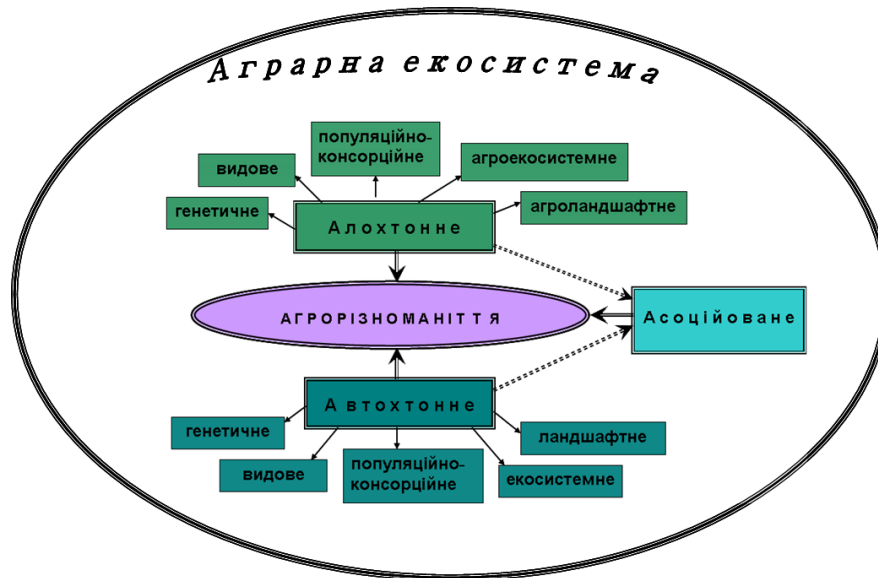 Аграрна екосистема
популяційно-
консорційне
видове
агроекосистемне
генетичне
агроландшафтне
Алохтонне
АГРОРІЗНОМАНІТТЯ
Асоційоване
Автохтонне
генетичне
ландшафтне
видове
популяційно-
консорційне
екосистемне